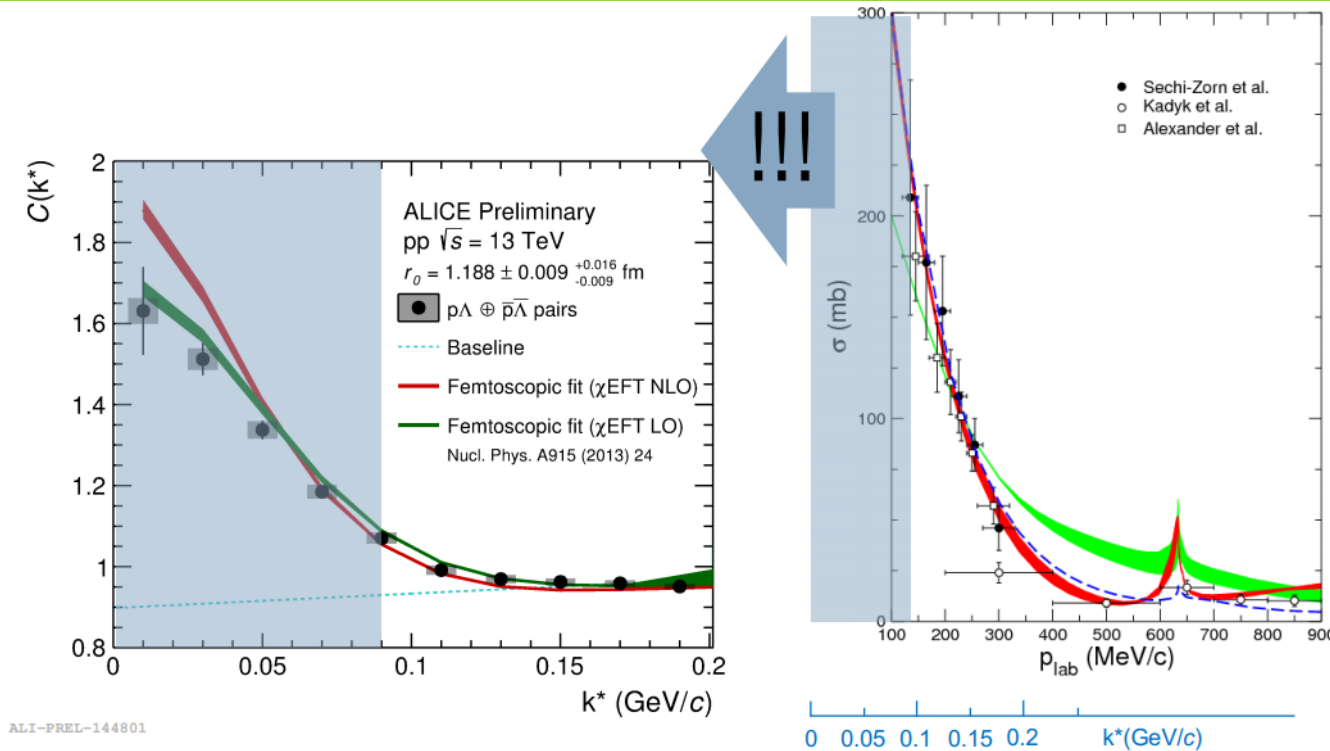 !!!
C(k*)
2
1.8
1.6
1.4
1.2
1
0.8
0
0.05
0.1
0.15
0.2
k* (GeV/c)
ALICE Preliminary
pp √s = 13 TeV
r₀ = 1.188 ± 0.009 +0.016 -0.009 fm
pΛ ⊕ p̅Λ̅ pairs
Baseline
Femtoscopic fit (χEFT NLO)
Femtoscopic fit (χEFT LO)
Nucl. Phys. A915 (2013) 24
ALI-PREL-144801
σ (mb)
300
200
100
0
Sechi-Zorn et al.
Kadyk et al.
Alexander et al.
100 200 300 400 500 600 700 800 900
p_lab (MeV/c)
0 0.05 0.1 0.15 0.2 k*(GeV/c)